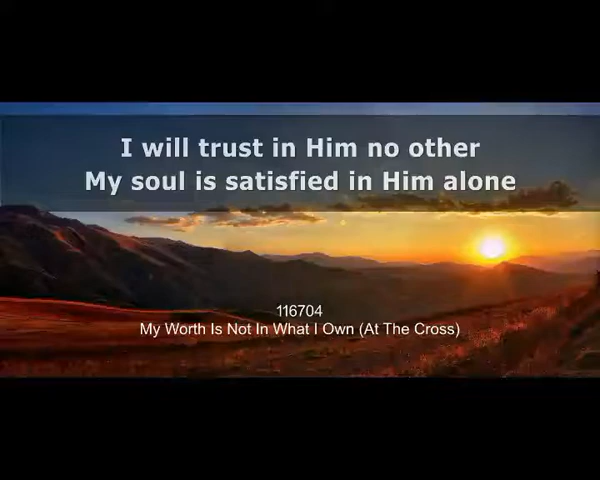 I will trust in Him no other
My soul is satisfied in Him alone
116704
My Worth Is Not In What I Own (At The Cross)